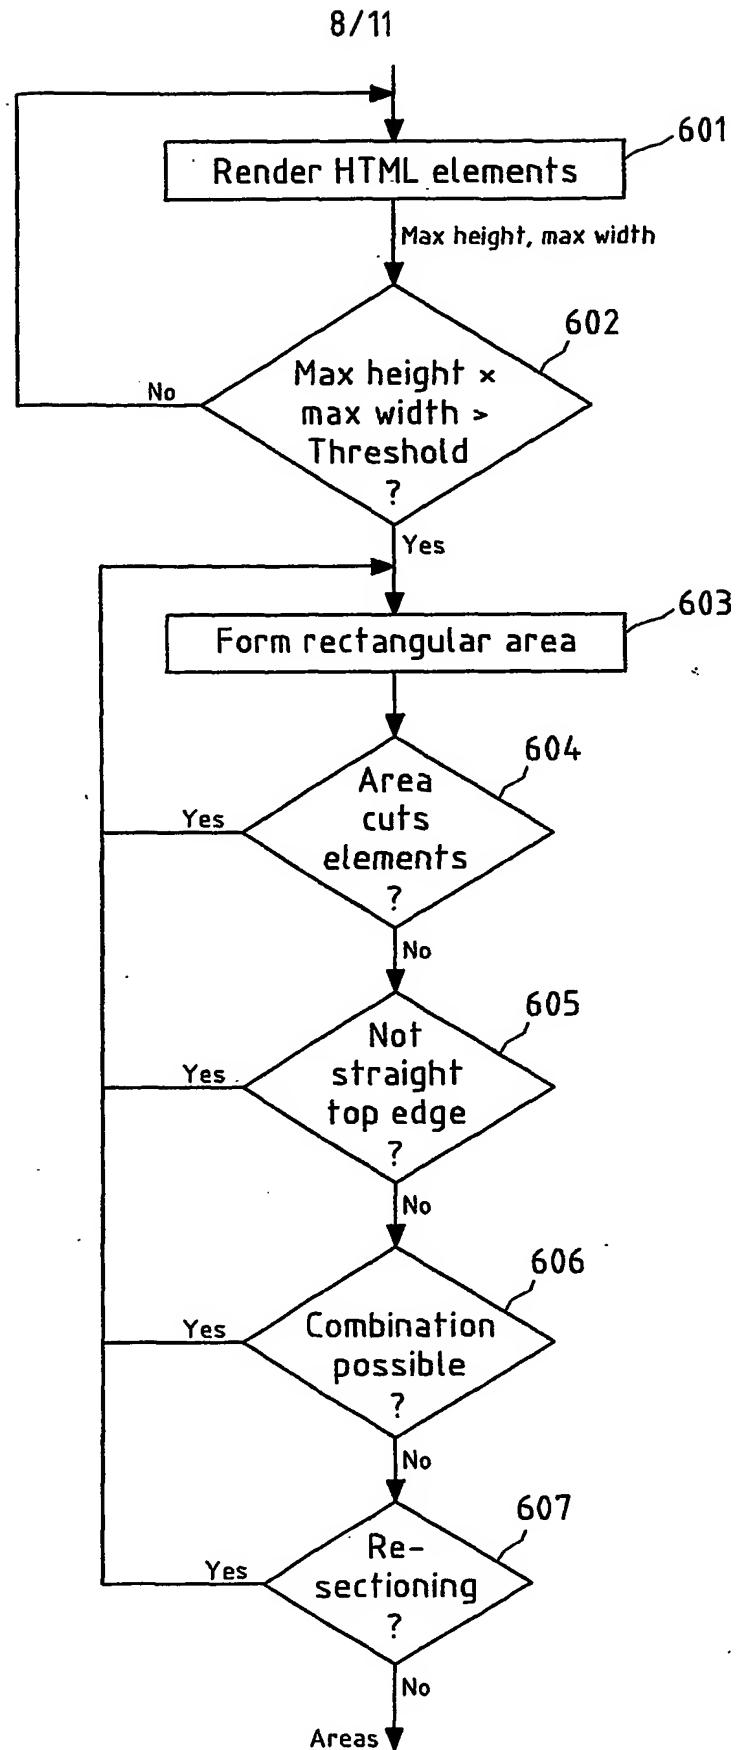 8/11
601
Render HTML elements
Max height, max width
602
Max height ×
max width >
Threshold
?
No
Yes
603
Form rectangular area
604
Area
cuts
elements
?
Yes
No
605
Not
straight
top edge
?
Yes
No
606
Combination
possible
?
Yes
No
607
Re-
sectioning
?
Yes
No
Areas